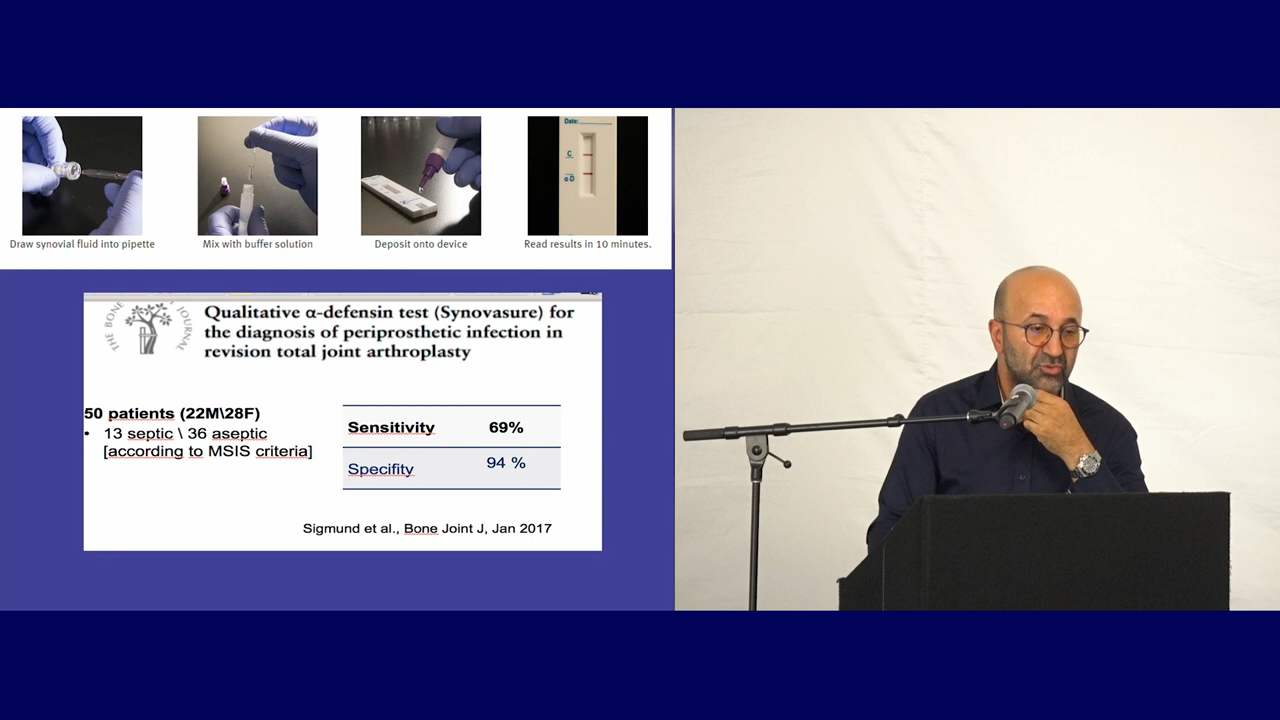 Date:
C
αD
Draw synovial fluid into pipette
Mix with buffer solution
Deposit onto device
Read results in 10 minutes.
THE BONE
JOURNAL
Qualitative α-defensin test (Synovasure) for
the diagnosis of periprosthetic infection in
revision total joint arthroplasty
50 patients (22M\28F)
• 13 septic \ 36 aseptic
[according to MSIS criteria]
Sensitivity 69%
Specifity 94 %
Sigmund et al., Bone Joint J, Jan 2017